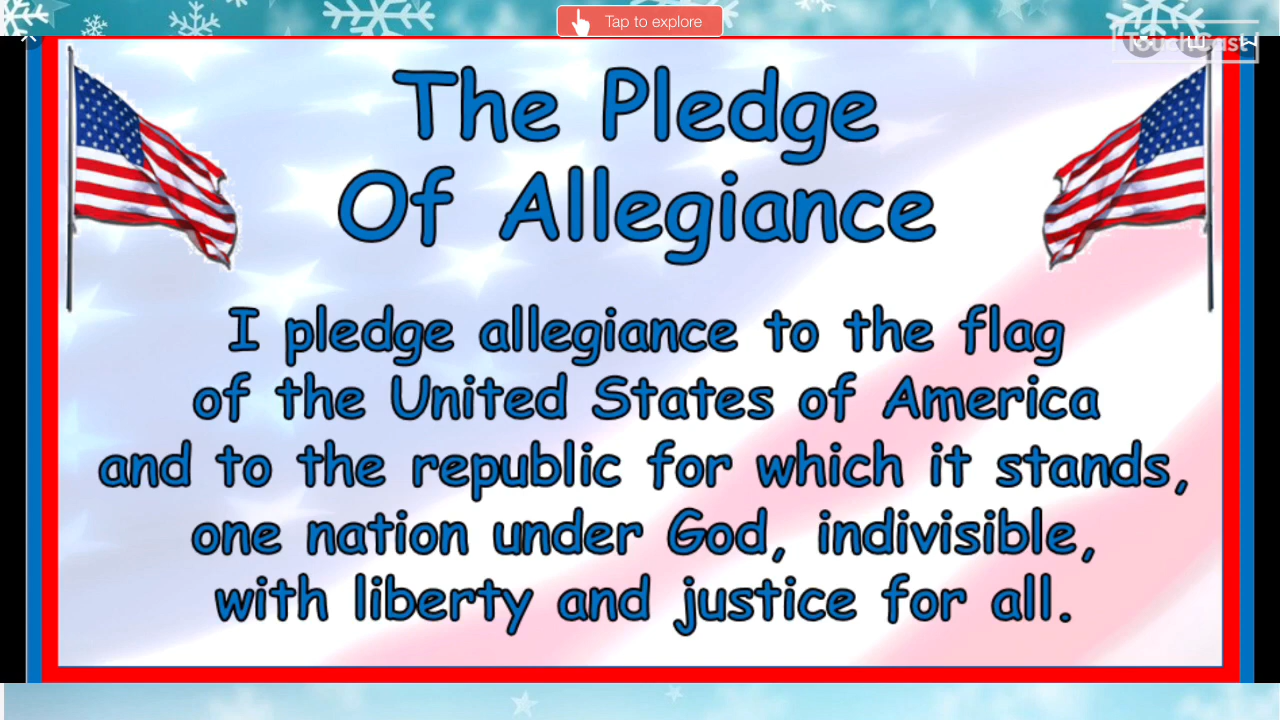 Tap to explore
TouchCast
The Pledge
Of Allegiance
I pledge allegiance to the flag
of the United States of America
and to the republic for which it stands,
one nation under God, indivisible,
with liberty and justice for all.